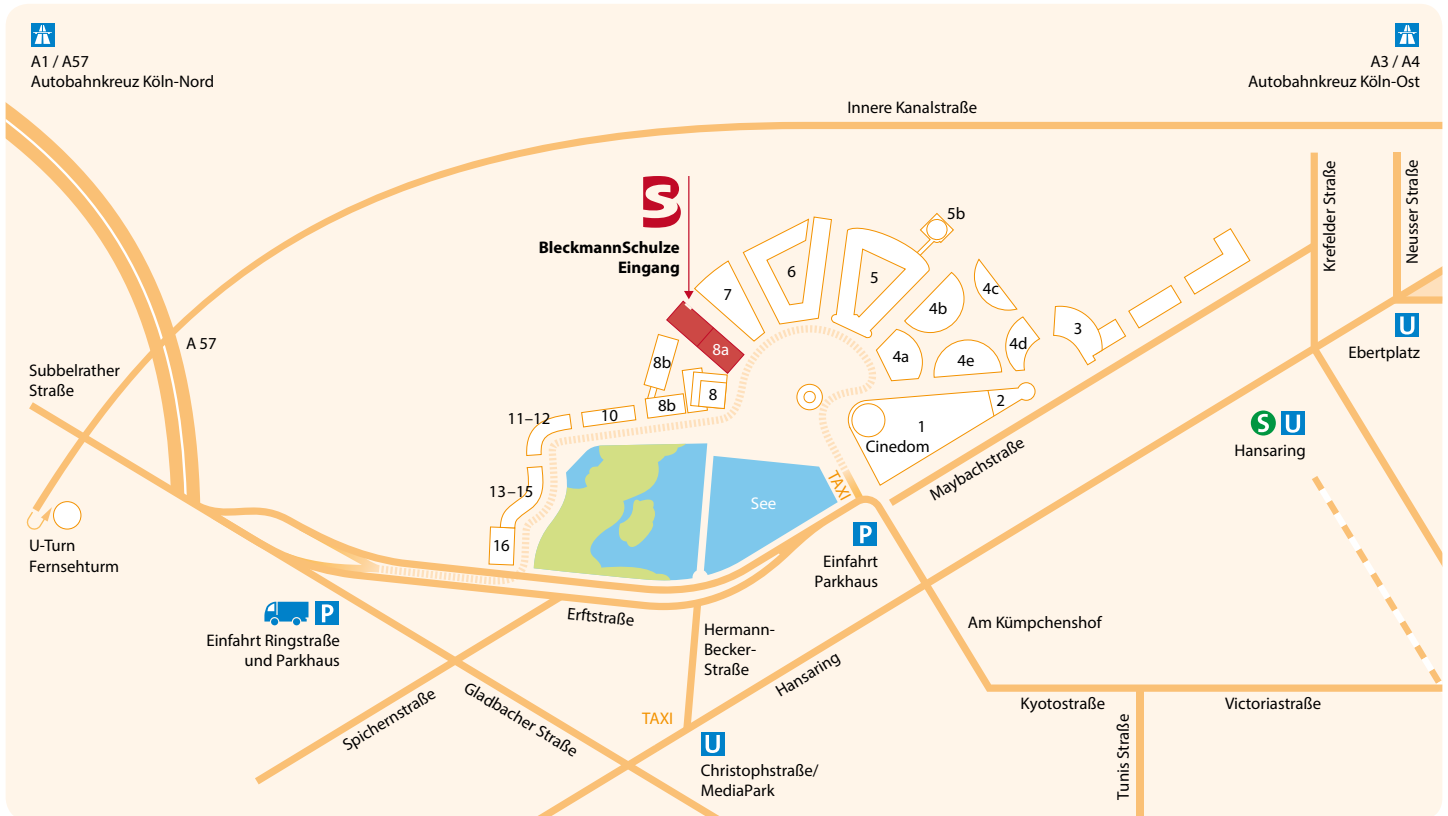 A1 / A57
Autobahnkreuz Köln-Nord
A3 / A4
Autobahnkreuz Köln-Ost
Innere Kanalstraße
Krefelder Straße
Neusser Straße
S
BleckmannSchulze
Eingang
5b
6
5
7
4c
4b
3
4d
4a
4e
8a
8b
8
8b
10
11–12
13–15
16
2
1
Cinedom
A 57
Subbelrather
Straße
U-Turn
Fernsehturm
U
Ebertplatz
S U
Hansaring
Maybachstraße
See
TAXI
P
Einfahrt
Parkhaus
P
Einfahrt Ringstraße
und Parkhaus
Erftstraße
Hermann-
Becker-
Straße
Am Kümpchenshof
Hansaring
Spichernstraße
Gladbacher Straße
TAXI
U
Christophstraße/
MediaPark
Kyotostraße
Victoriastraße
Tunis Straße